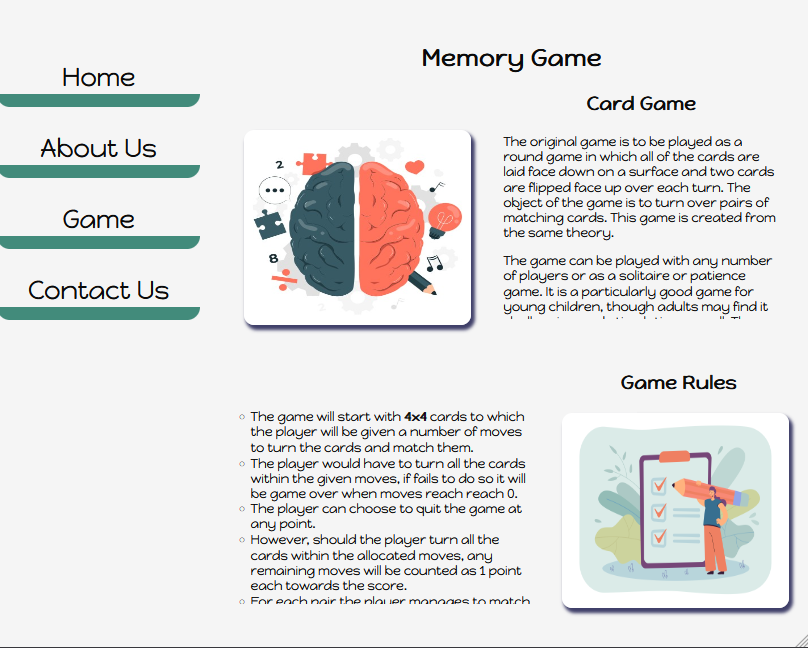 Home
About Us
Game
Contact Us
Memory Game
Card Game
2
8
The original game is to be played as a
round game in which all of the cards are
laid face down on a surface and two cards
are flipped face up over each turn. The
object of the game is to turn over pairs of
matching cards. This game is created from
the same theory.
The game can be played with any number
of players or as a solitaire or patience
game. It is a particularly good game for
young children, though adults may find it
Game Rules
The game will start with 4x4 cards to which
the player will be given a number of moves
to turn the cards and match them.
The player would have to turn all the cards
within the given moves, if fails to do so it will
be game over when moves reach reach 0.
The player can choose to quit the game at
any point.
However, should the player turn all the
cards within the allocated moves, any
remaining moves will be counted as 1 point
each towards the score.
For each pair the player manages to match